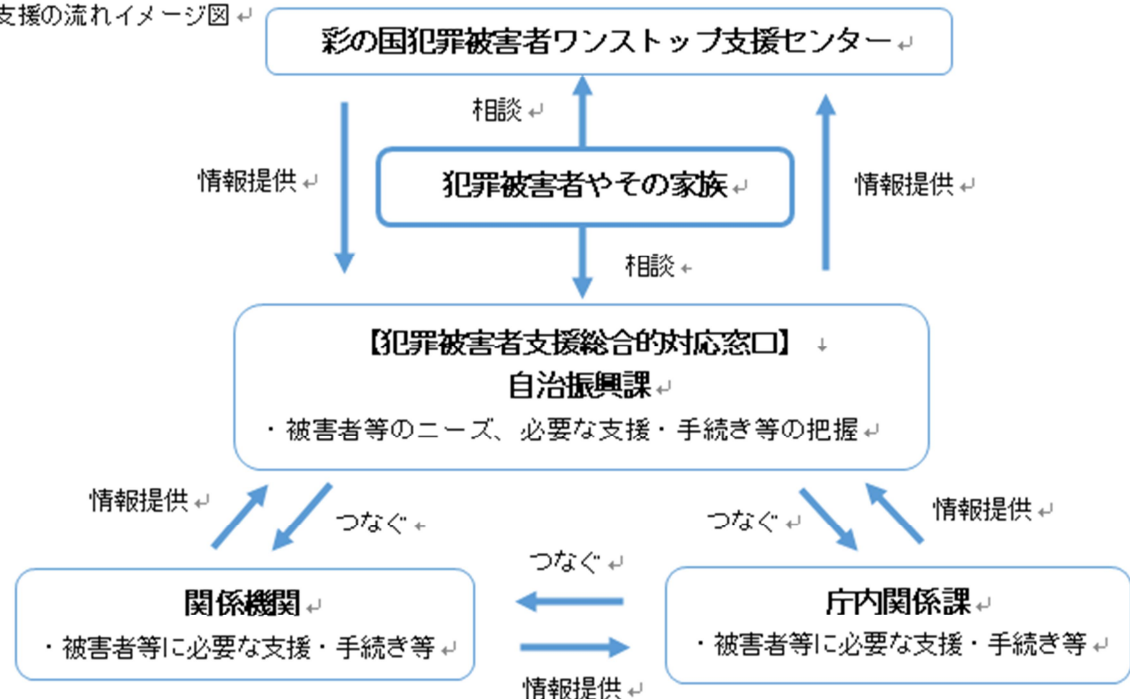 支援の流れイメージ図
彩の国犯罪被害者ワンストップ支援センター
相談
情報提供
犯罪被害者やその家族
情報提供
相談
【犯罪被害者支援総合的対応窓口】
自治振興課
・被害者等のニーズ、必要な支援・手続き等の把握
情報提供
つなぐ
つなぐ
情報提供
つなぐ
関係機関
・被害者等に必要な支援・手続き等
庁内関係課
・被害者等に必要な支援・手続き等
情報提供